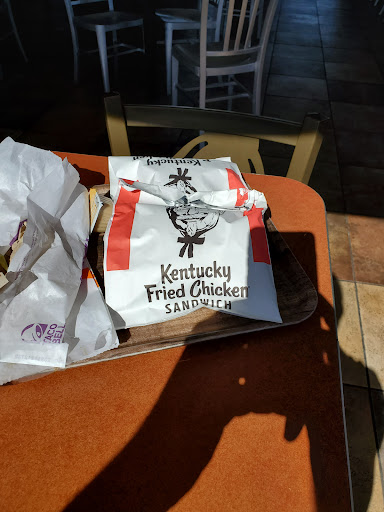 Kentucky
Kentucky
Fried Chicken
SANDWICH
TACO
BELL